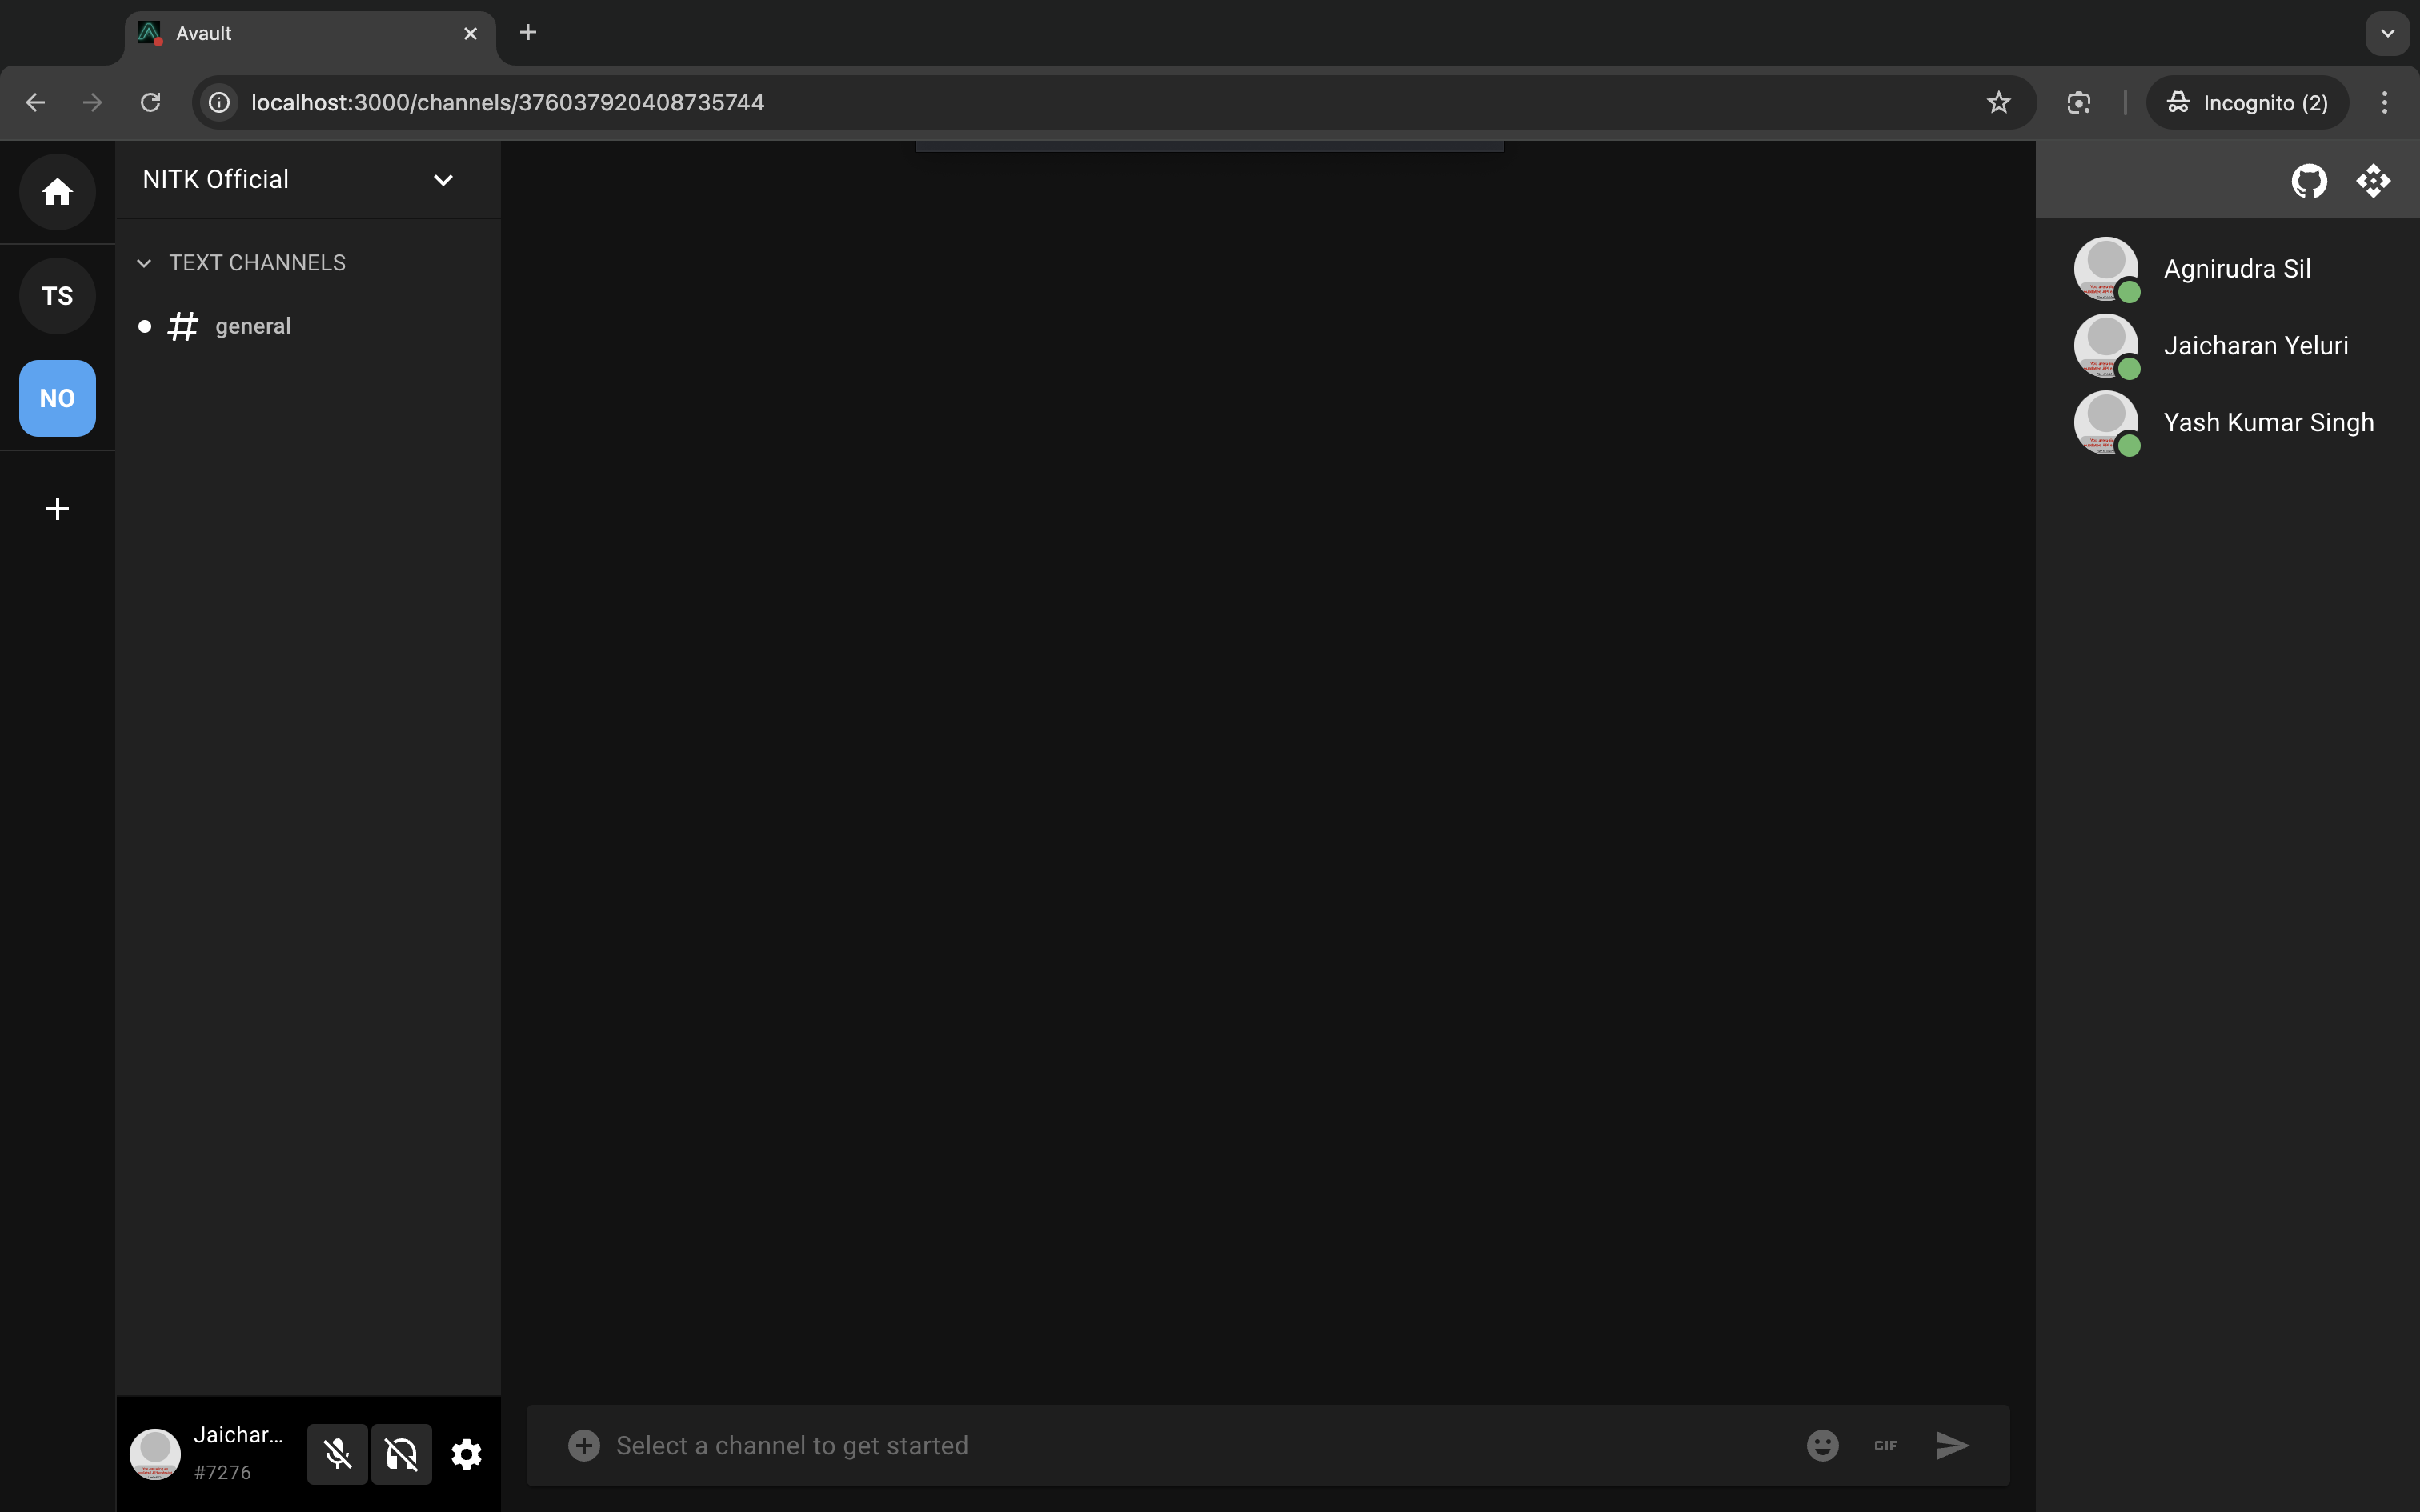 Avault
localhost:3000/channels/376037920408735744
Incognito (2)
NITK Official
TS
TEXT CHANNELS
general
NO
Agnirudra Sil
Jaicharan Yeluri
Yash Kumar Singh
Jaichar...
#7276
Select a channel to get started
GIF